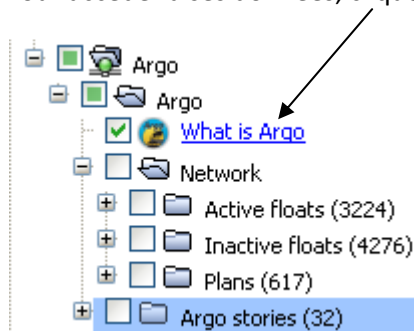 Argo
Argo
What is Argo
Network
Active floats (3224)
Inactive floats (4276)
Plans (617)
Argo stories (32)